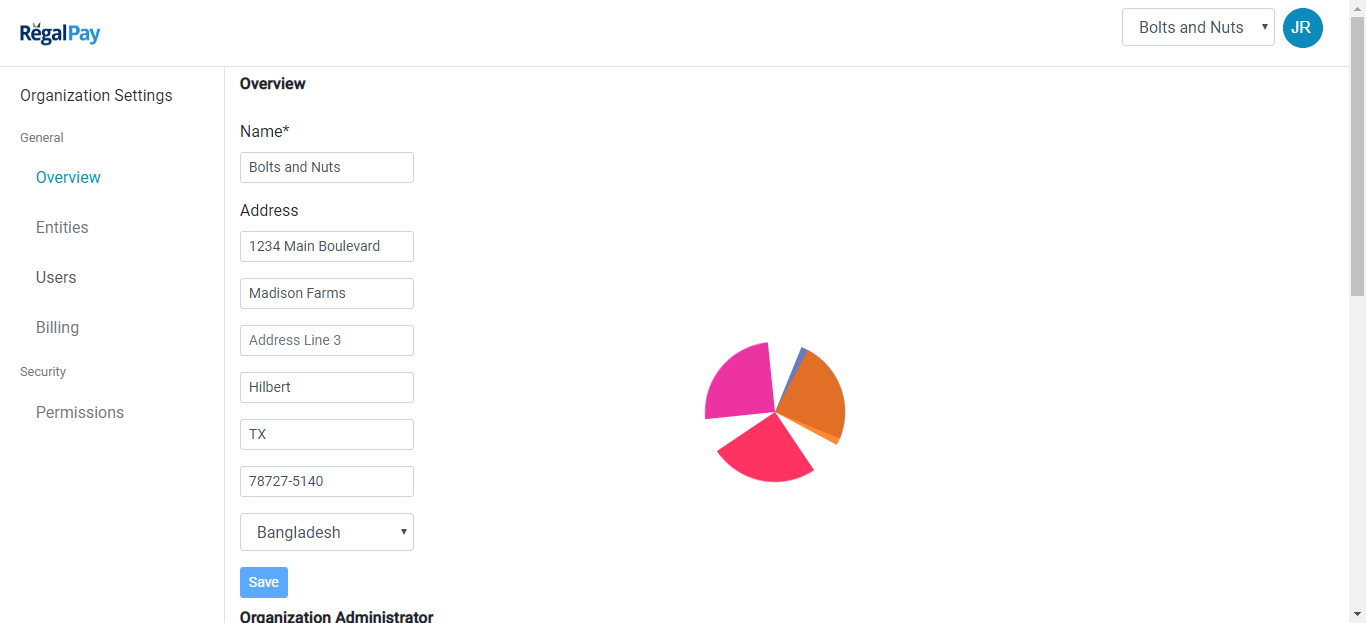 RegalPay
Bolts and Nuts
JR
Organization Settings
General
Overview
Entities
Users
Billing
Security
Permissions
Overview
Name*
Bolts and Nuts
Address
1234 Main Boulevard
Madison Farms
Address Line 3
Hilbert
TX
78727-5140
Bangladesh
Save
Organization Administrator